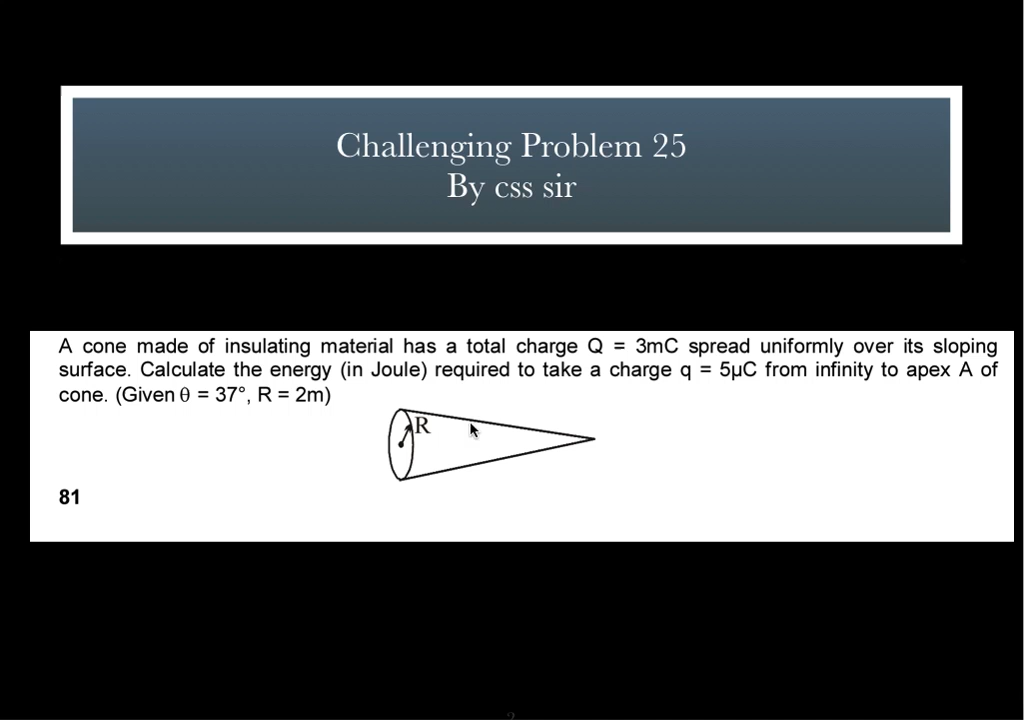 Challenging Problem 25
By css sir
A cone made of insulating material has a total charge Q = 3mC spread uniformly over its sloping
surface. Calculate the energy (in Joule) required to take a charge q = 5μC from infinity to apex A of
cone. (Given θ = 37°, R = 2m)
R
81